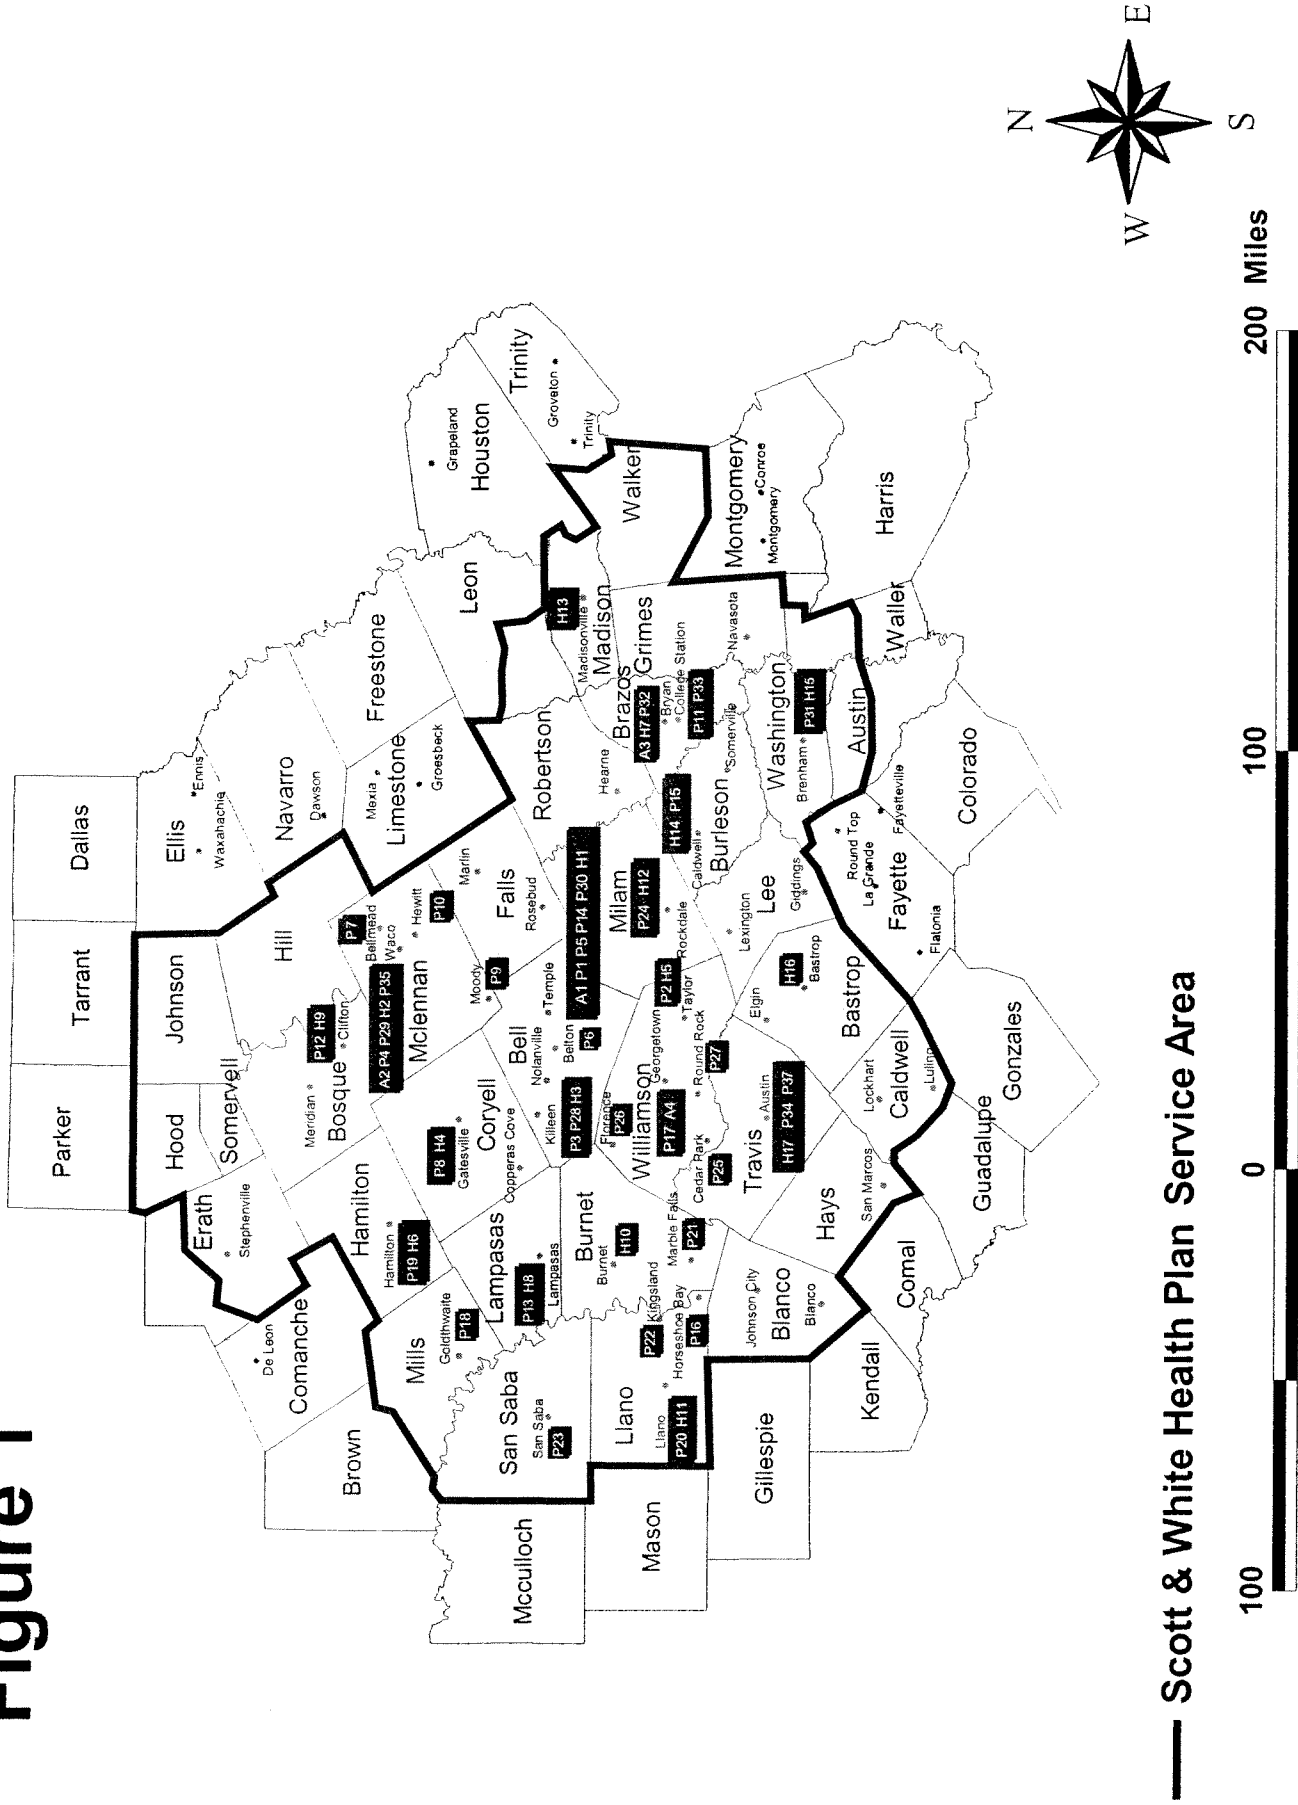 Figure 1
Parker
Tarrant
Dallas
Hood
Johnson
Ellis
Waxahachie
Ennis
Erath
Stephenville
Somervell
Hill
Navarro
Dawson
Freestone
Comanche
De Leon
Brown
Hamilton
Hamilton
P19 H6
Bosque
Meridian
Clifton
P12 H9
P7
Bellmead
Waco
Hewitt
P10
A2 P4 P29 H2 P35
Mclennan
Limestone
Mexia
Groesbeck
Leon
Houston
Grapeland
Trinity
Groveton
Trinity
Mills
Goldthwaite
P18
Lampasas
P13 H8
Lampasas
Coryell
P8 H4
Gatesville
Copperas Cove
Moody
P9
Falls
Marlin
Rosebud
Robertson
Hearne
Mcculloch
San Saba
San Saba
P23
Bell
Nolanville
Killeen
Belton
Temple
P6
P3 P28 H3
A1 P1 P5 P14 P30 H1
H13
Madisonville
Madison
Walker
Mason
Llano
Llano
P20 H11
Kingsland
P22
Horseshoe Bay
P16
Burnet
Burnet
H10
Marble Falls
P21
Williamson
Florence
P26
Georgetown
P17 A4
Cedar Park
P25
Round Rock
P27
Taylor
P2 H5
Milam
P24 H12
Rockdale
H14 P15
Caldwell
Burleson
Somerville
Brazos
A3 H7 P32
Bryan
College Station
P11 P33
Grimes
Navasota
Montgomery
Montgomery
Conroe
Gillespie
Blanco
Johnson City
Blanco
Travis
Austin
H17 P34 P37
Hays
San Marcos
Bastrop
Elgin
H16
Bastrop
Lee
Lexington
Giddings
Washington
Brenham
P31 H15
Austin
Waller
Harris
Kendall
Comal
Guadalupe
Caldwell
Lockhart
Luling
Gonzales
Fayette
Round Top
La Grande
Fayetteville
Flatonia
Colorado
N
W
E
S
Scott & White Health Plan Service Area
100
0
100
200 Miles